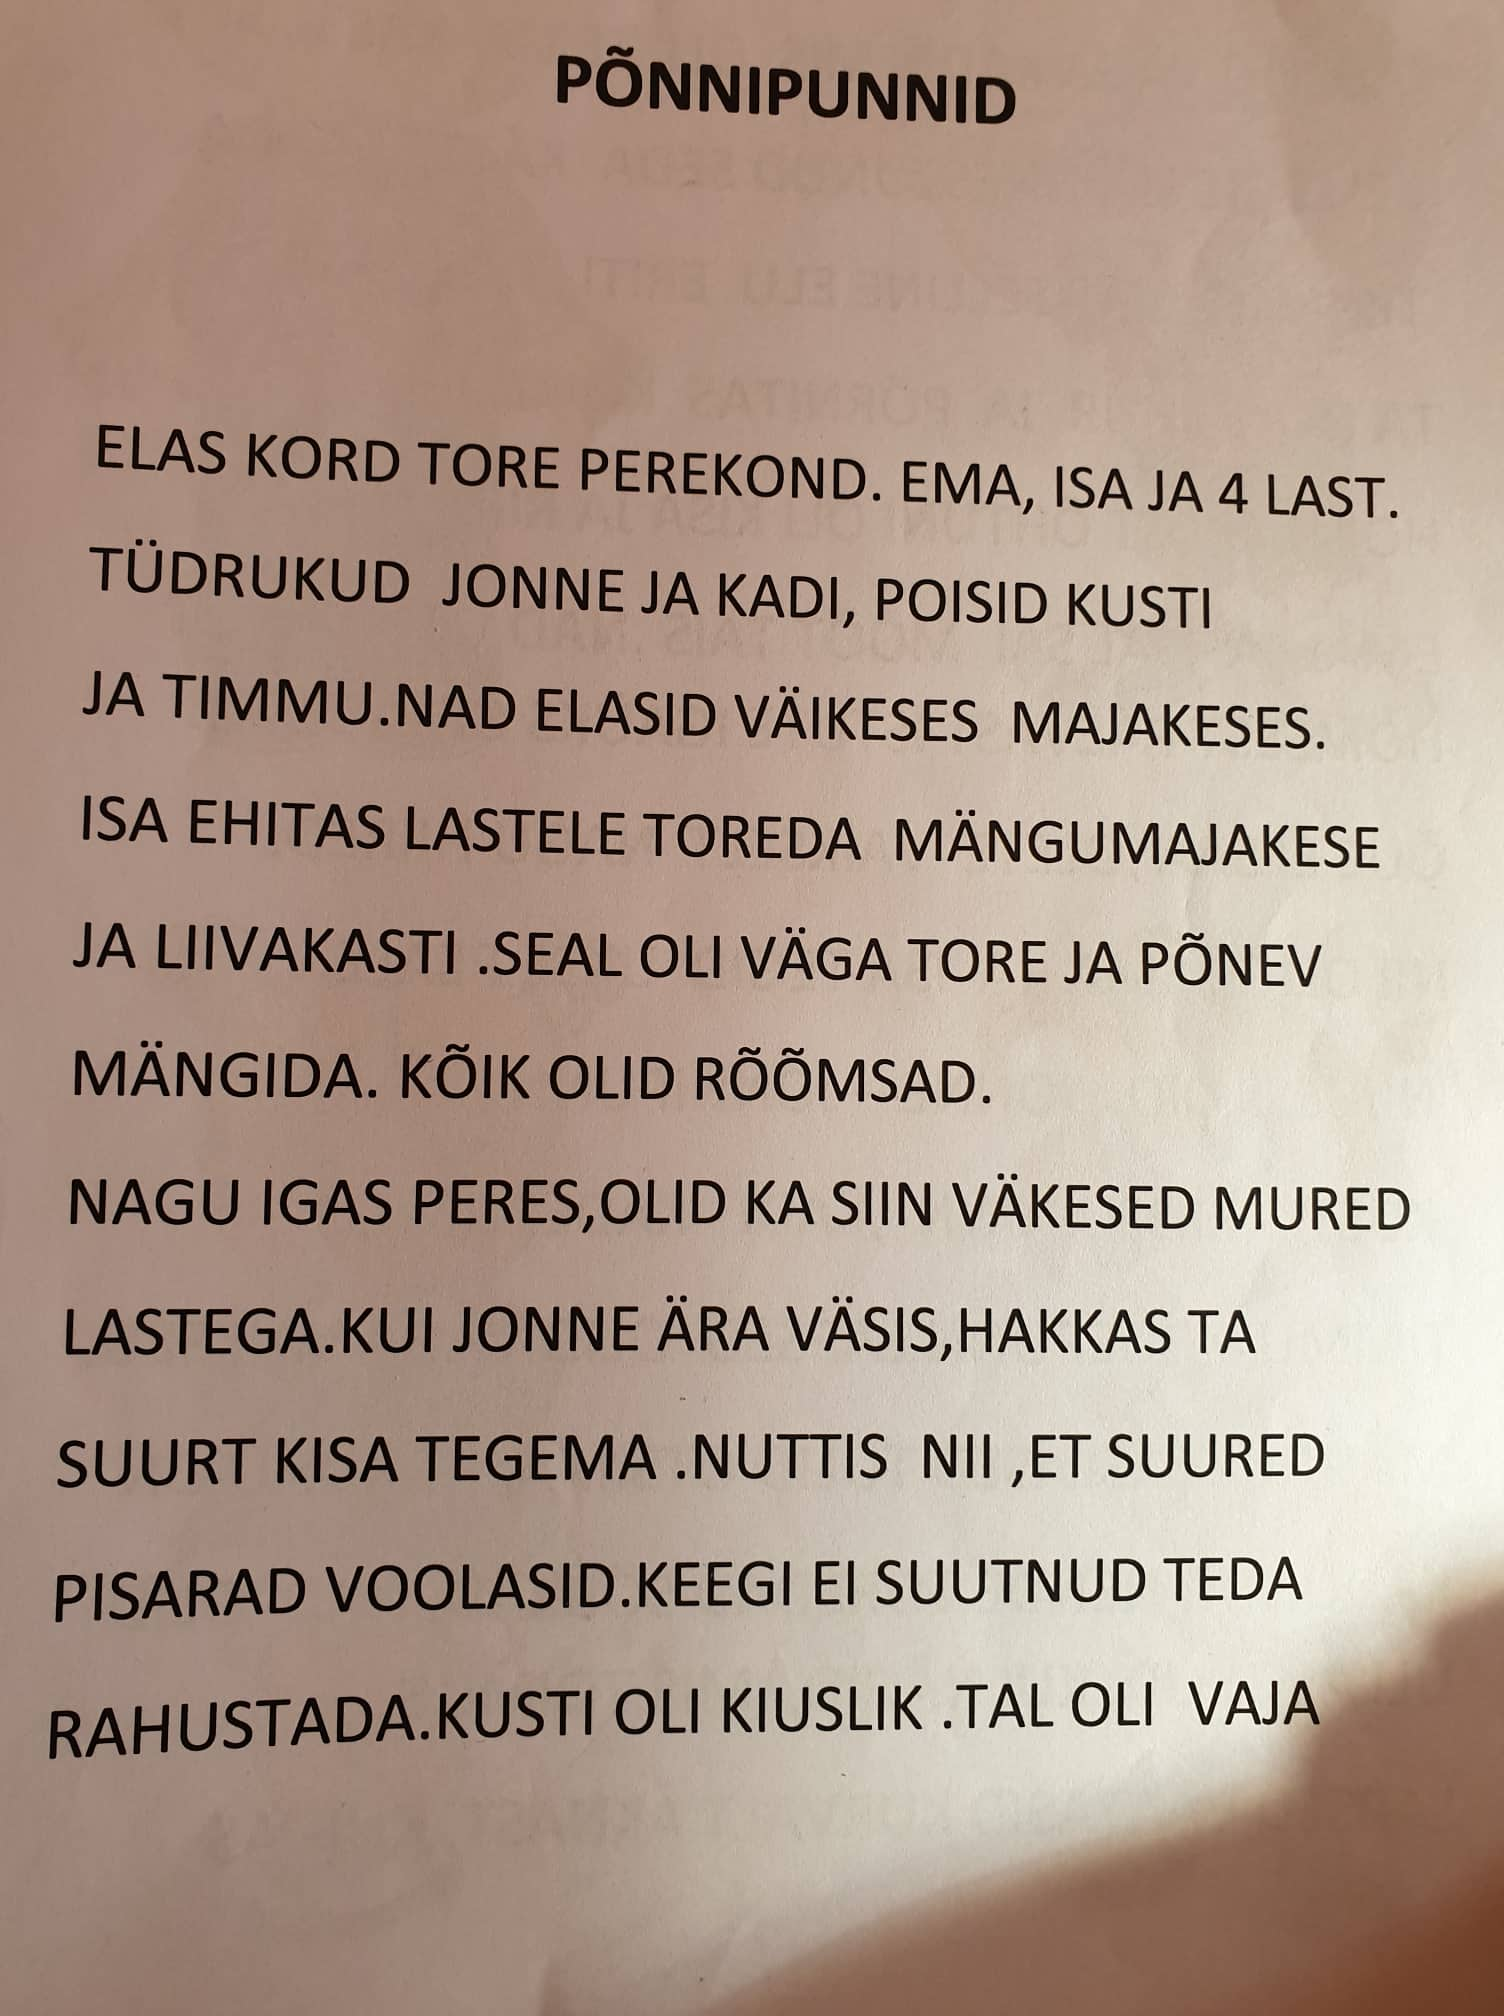 PÕNNIPUNNID
ELAS KORD TORE PEREKOND. EMA, ISA JA 4 LAST.
TÜDRUKUD JONNE JA KADI, POISID KUSTI
JA TIMMU.NAD ELASID VÄIKESES MAJAKESES.
ISA EHITAS LASTELE TOREDA MÄNGUMAJAKESE
JA LIIVAKASTI .SEAL OLI VÄGA TORE JA PÕNEV
MÄNGIDA. KÕIK OLID RÕÕMSAD.
NAGU IGAS PERES,OLID KA SIIN VÄKESED MURED
LASTEGA.KUI JONNE ÄRA VÄSIS,HAKKAS TA
SUURT KISA TEGEMA .NUTTIS NII ,ET SUURED
PISARAD VOOLASID.KEEGI EI SUUTNUD TEDA
RAHUSTADA.KUSTI OLI KIUSLIK .TAL OLI VAJA